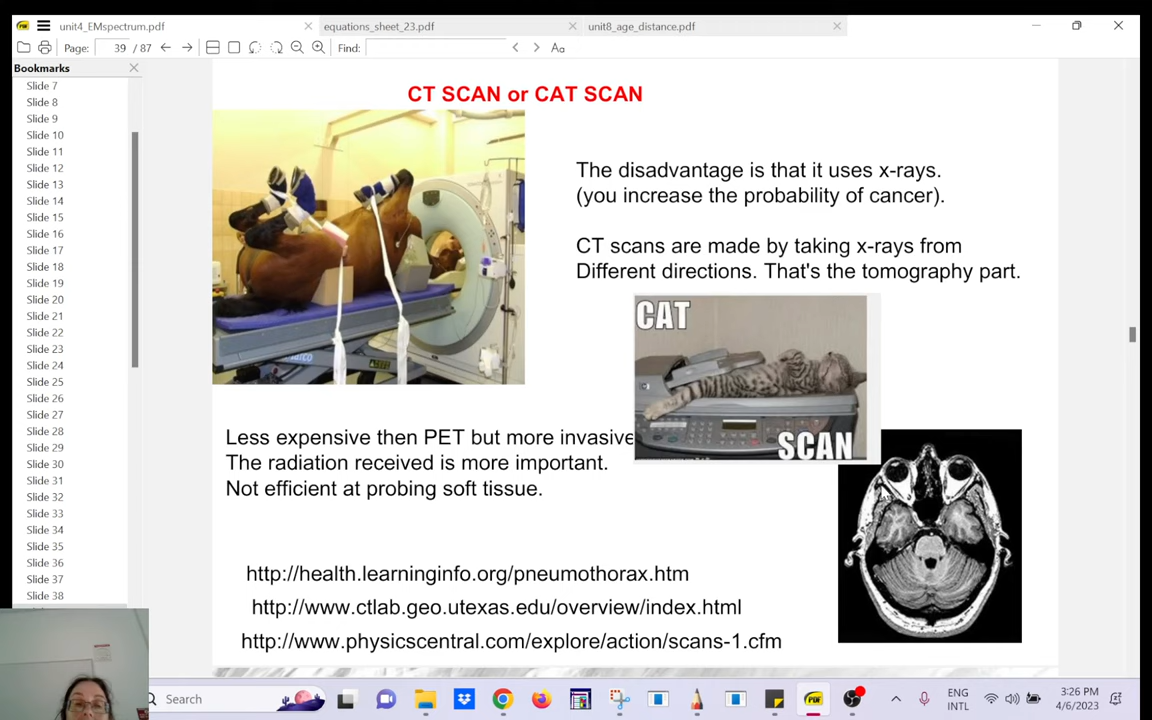 unit4_EMspectrum.pdf
equations_sheet_23.pdf
unit8_age_distance.pdf
Page: 39 / 87
Find:
Aa
Bookmarks
Slide 7
Slide 8
Slide 9
Slide 10
Slide 11
Slide 12
Slide 13
Slide 14
Slide 15
Slide 16
Slide 17
Slide 18
Slide 19
Slide 20
Slide 21
Slide 22
Slide 23
Slide 24
Slide 25
Slide 26
Slide 27
Slide 28
Slide 29
Slide 30
Slide 31
Slide 32
Slide 33
Slide 34
Slide 35
Slide 36
Slide 37
Slide 38
CT SCAN or CAT SCAN
The disadvantage is that it uses x-rays.
(you increase the probability of cancer).
CT scans are made by taking x-rays from
Different directions. That's the tomography part.
CAT
SCAN
Less expensive then PET but more invasive
The radiation received is more important.
Not efficient at probing soft tissue.
http://health.learninginfo.org/pneumothorax.htm
http://www.ctlab.geo.utexas.edu/overview/index.html
http://www.physicscentral.com/explore/action/scans-1.cfm
Search
ENG
INTL
3:26 PM
4/6/2023